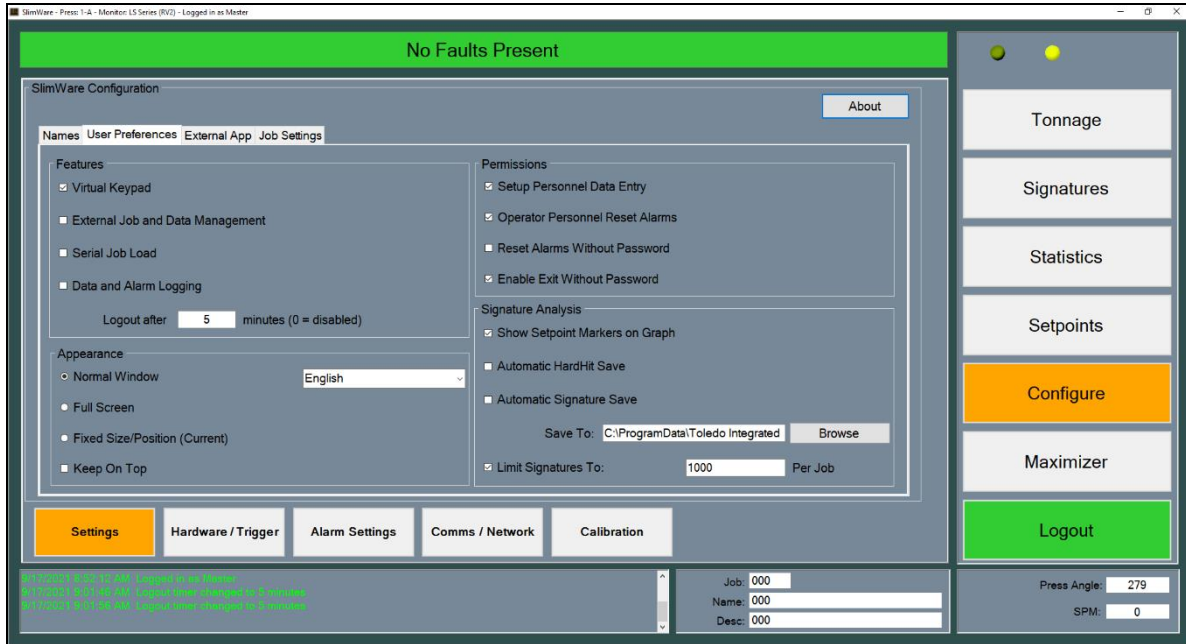 SlimWare - Press: 1-A - Monitor: LS Series (RV2) - Logged in as Master
No Faults Present
SlimWare Configuration
About
Names User Preferences External App Job Settings
Features
Virtual Keypad
External Job and Data Management
Serial Job Load
Data and Alarm Logging
Logout after 5 minutes (0 = disabled)
Appearance
Normal Window English
Full Screen
Fixed Size/Position (Current)
Keep On Top
Permissions
Setup Personnel Data Entry
Operator Personnel Reset Alarms
Reset Alarms Without Password
Enable Exit Without Password
Signature Analysis
Show Setpoint Markers on Graph
Automatic HardHit Save
Automatic Signature Save
Save To: C:\ProgramData\Toledo Integrated Browse
Limit Signatures To: 1000 Per Job
Settings Hardware / Trigger Alarm Settings Comms / Network Calibration
Tonnage
Signatures
Statistics
Setpoints
Configure
Maximizer
Logout
9/17/2021 8:52:12 AM Logged in as Master
9/17/2021 9:01:46 AM Logout timer changed to 5 minutes
9/17/2021 9:01:56 AM Logout timer changed to 5 minutes
Job: 000
Name: 000
Desc: 000
Press Angle: 279
SPM: 0